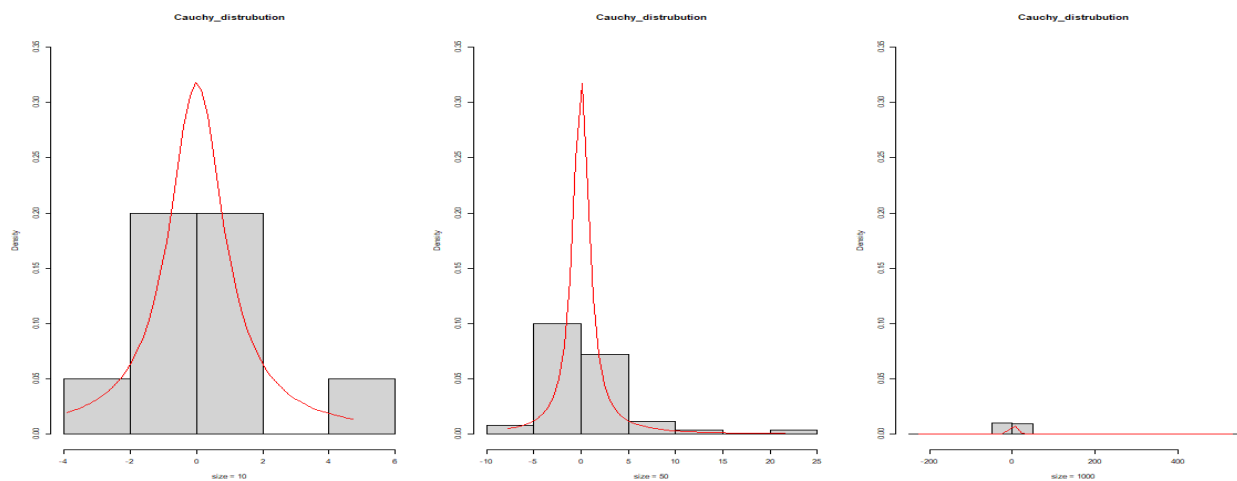 Cauchy_distrubution
Density
0.00 0.05 0.10 0.15 0.20 0.25 0.30 0.35
-4 -2 0 2 4 6
size = 10
Cauchy_distrubution
Density
0.00 0.05 0.10 0.15 0.20 0.25 0.30 0.35
-10 -5 0 5 10 15 20 25
size = 50
Cauchy_distrubution
Density
0.00 0.05 0.10 0.15 0.20 0.25 0.30 0.35
-200 0 200 400
size = 1000